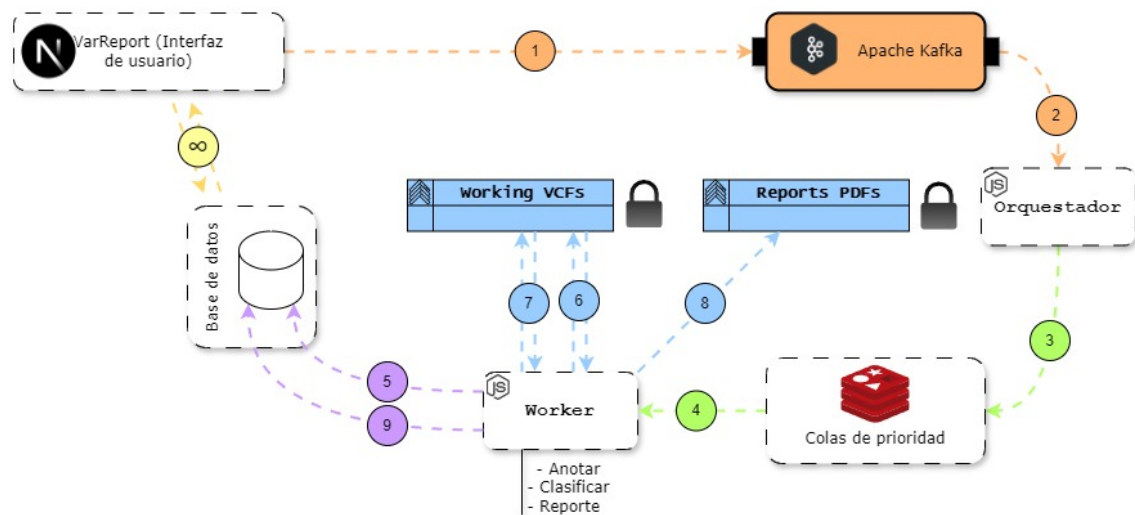 VarReport (Interfaz
de usuario)
1
Apache Kafka
2
∞
Working VCFs
Reports PDFs
JS
Orquestador
Base de datos
7
6
8
3
5
JS
Worker
4
9
Colas de prioridad
- Anotar
- Clasificar
- Reporte